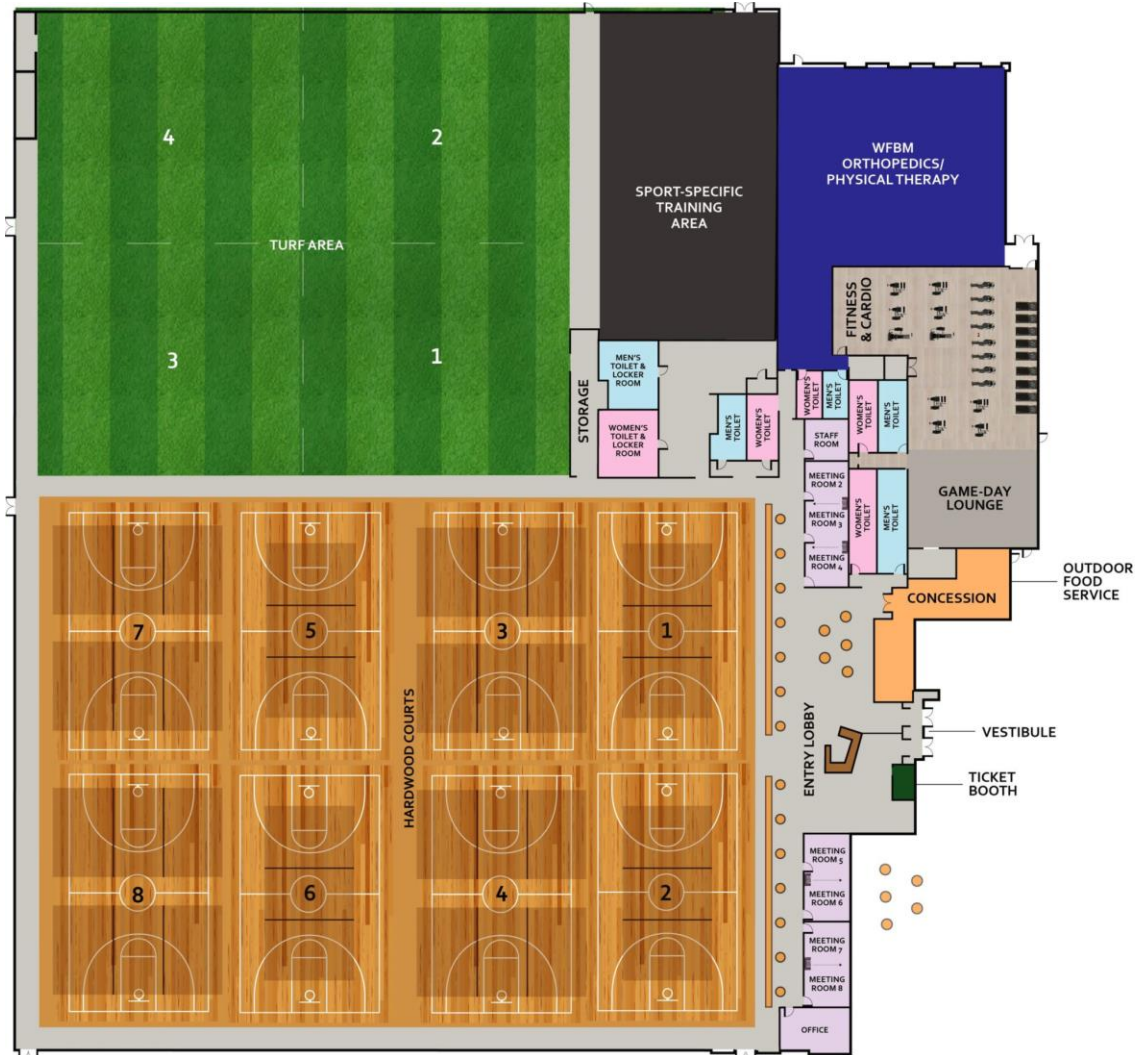 4
2
TURF AREA
3
1
SPORT-SPECIFIC
TRAINING
AREA
WFBM
ORTHOPEDICS/
PHYSICAL THERAPY
FITNESS
& CARDIO
STORAGE
MEN'S
TOILET &
LOCKER
ROOM
WOMEN'S
TOILET &
LOCKER
ROOM
MEN'S
TOILET
WOMEN'S
TOILET
WOMEN'S
TOILET
MEN'S
TOILET
WOMEN'S
TOILET
MEN'S
TOILET
STAFF
ROOM
MEETING
ROOM 2
MEETING
ROOM 3
MEETING
ROOM 4
WOMEN'S
TOILET
MEN'S
TOILET
GAME-DAY
LOUNGE
CONCESSION
OUTDOOR
FOOD
SERVICE
7
5
3
1
HARDWOOD COURTS
ENTRY LOBBY
VESTIBULE
TICKET
BOOTH
8
6
4
2
MEETING
ROOM 5
MEETING
ROOM 6
MEETING
ROOM 7
MEETING
ROOM 8
OFFICE